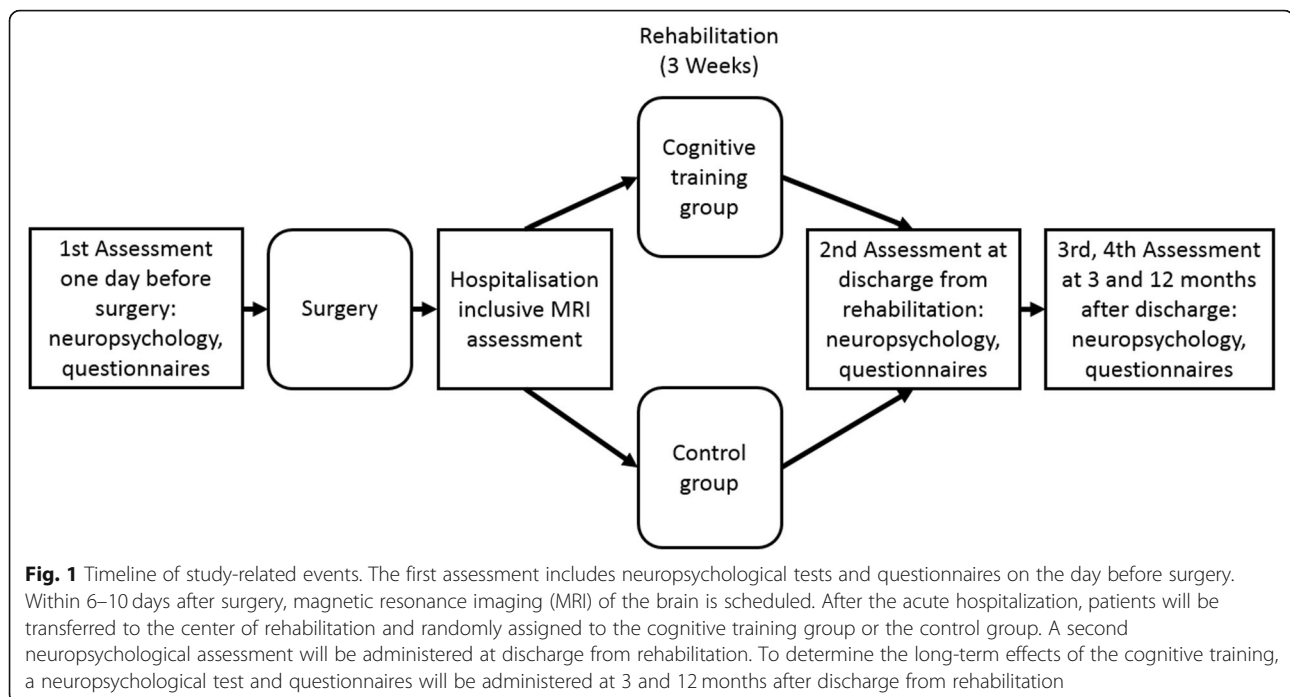 Rehabilitation
(3 Weeks)
Cognitive
training
group
1st Assessment
one day before
surgery:
neuropsychology,
questionnaires
Surgery
Hospitalisation
inclusive MRI
assessment
2nd Assessment at
discharge from
rehabilitation:
neuropsychology,
questionnaires
3rd, 4th Assessment
at 3 and 12 months
after discharge:
neuropsychology,
questionnaires
Control
group
Fig. 1 Timeline of study-related events. The first assessment includes neuropsychological tests and questionnaires on the day before surgery.
Within 6–10 days after surgery, magnetic resonance imaging (MRI) of the brain is scheduled. After the acute hospitalization, patients will be
transferred to the center of rehabilitation and randomly assigned to the cognitive training group or the control group. A second
neuropsychological assessment will be administered at discharge from rehabilitation. To determine the long-term effects of the cognitive training,
a neuropsychological test and questionnaires will be administered at 3 and 12 months after discharge from rehabilitation